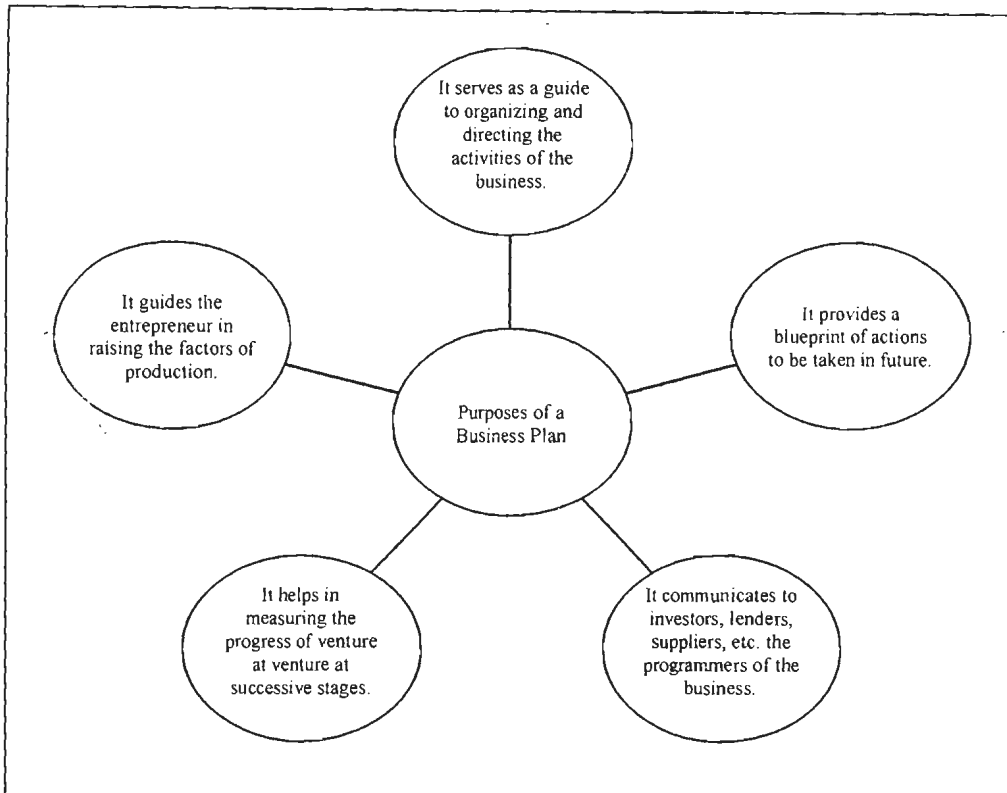 It serves as a guide
to organizing and
directing the
activities of the
business.
It guides the
entrepreneur in
raising the factors of
production.
It provides a
blueprint of actions
to be taken in future.
Purposes of a
Business Plan
It helps in
measuring the
progress of venture
at venture at
successive stages.
It communicates to
investors, lenders,
suppliers, etc. the
programmers of the
business.